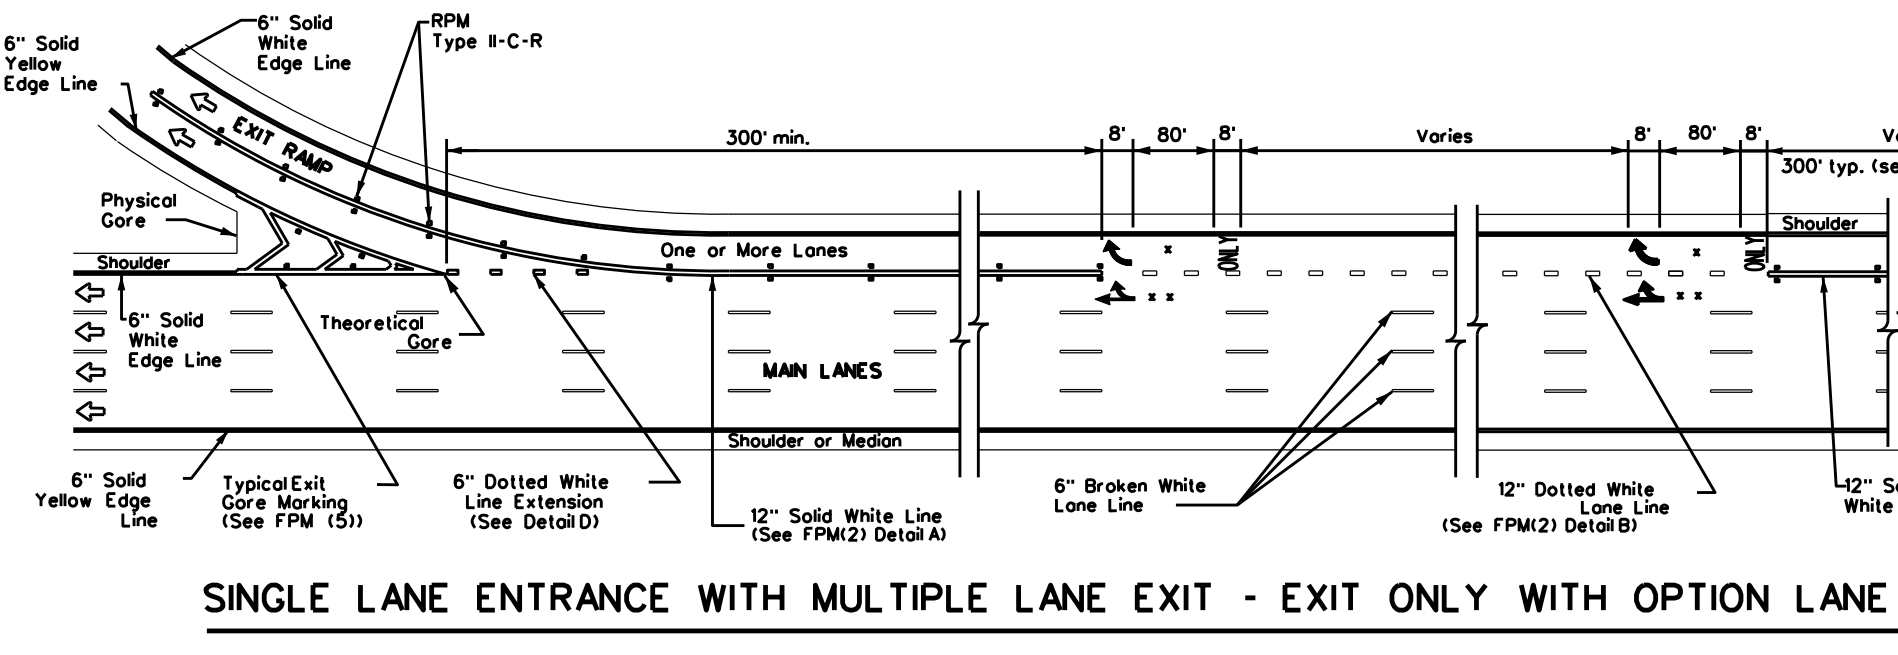 6" Solid
Yellow
Edge Line
6" Solid
White
Edge Line
RPM
Type II-C-R
EXIT RAMP
300' min.
8'
80'
8'
Varies
8'
80'
8'
300' typ. (se
Physical
Gore
Shoulder
One or More Lanes
ONLY
ONLY
Shoulder
6" Solid
White
Edge Line
Theoretical
Gore
MAIN LANES
Shoulder or Median
6" Solid
Yellow Edge
Line
Typical Exit
Gore Marking
(See FPM (5))
6" Dotted White
Line Extension
(See Detail D)
12" Solid White Line
(See FPM(2) Detail A)
6" Broken White
Lane Line
12" Dotted White
Lane Line
(See FPM(2) Detail B)
12" So
White
SINGLE LANE ENTRANCE WITH MULTIPLE LANE EXIT - EXIT ONLY WITH OPTION LANE